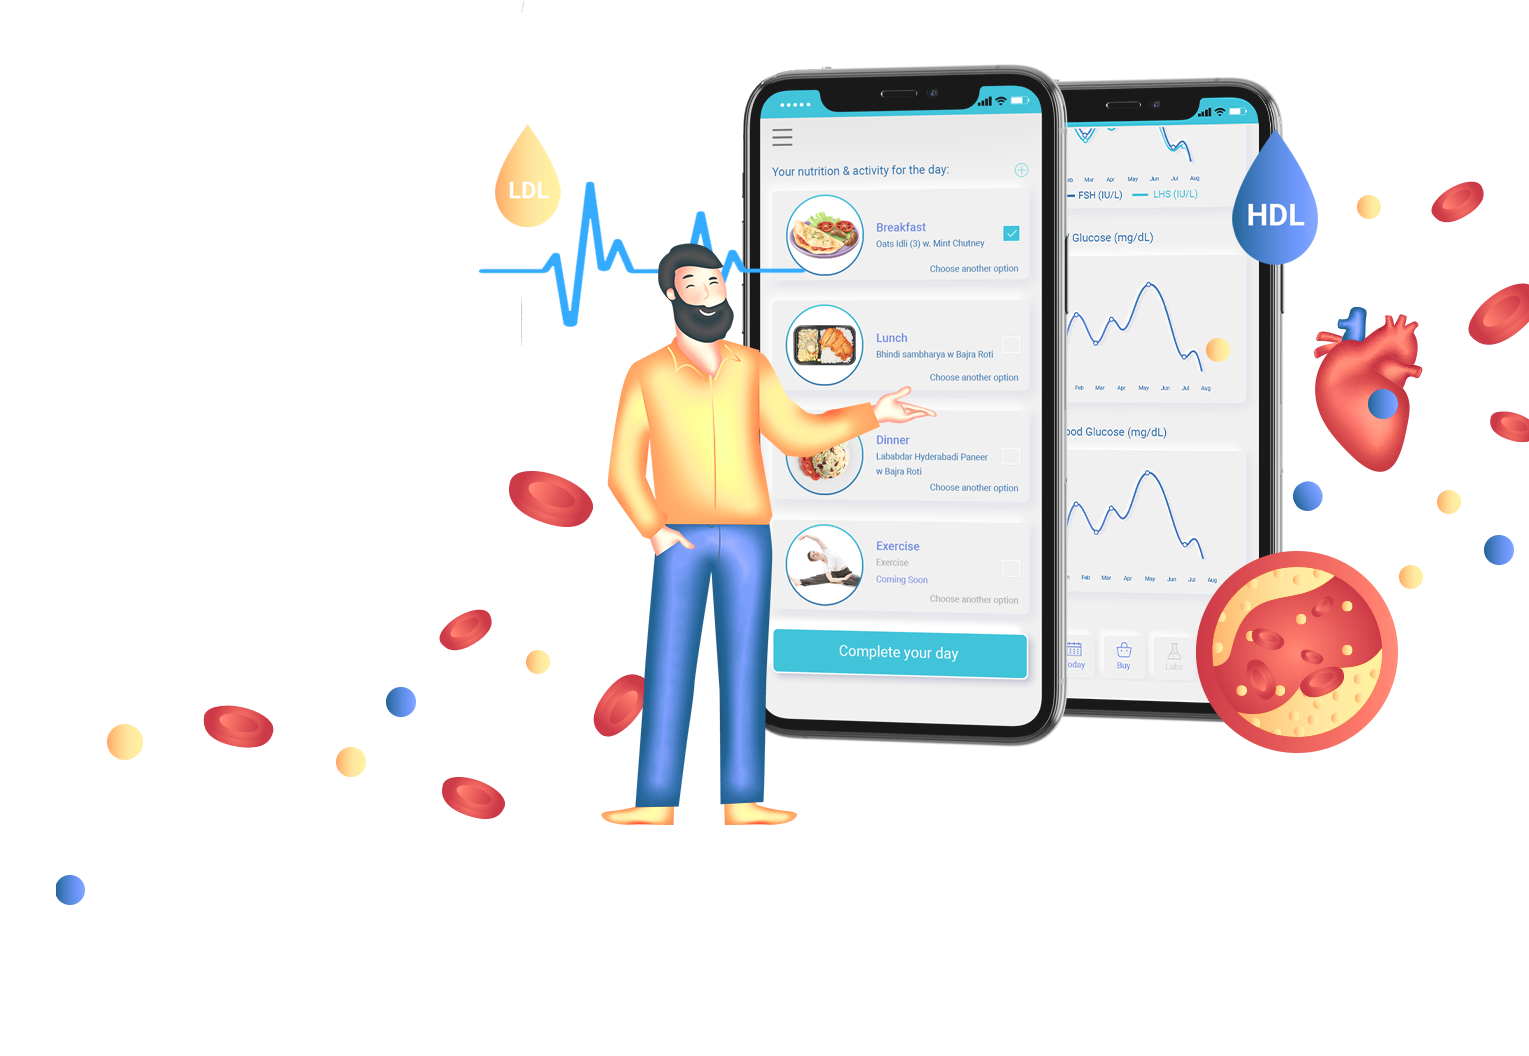 LDL
Your nutrition & activity for the day:
Breakfast
Oats Idli (3) w. Mint Chutney
Choose another option
Lunch
Bhindi sambharya w Bajra Roti
Choose another option
Dinner
Lababdar Hyderabadi Paneer
w Bajra Roti
Choose another option
Exercise
Exercise
Coming Soon
Choose another option
Complete your day
eb Mar Apr May Jun Jul Aug
FSH (IU/L) LHS (IU/L)
HDL
Glucose (mg/dL)
Feb Mar Apr May Jun Jul Aug
ood Glucose (mg/dL)
Feb Mar Apr May Jun Jul Aug
oday Buy Labs